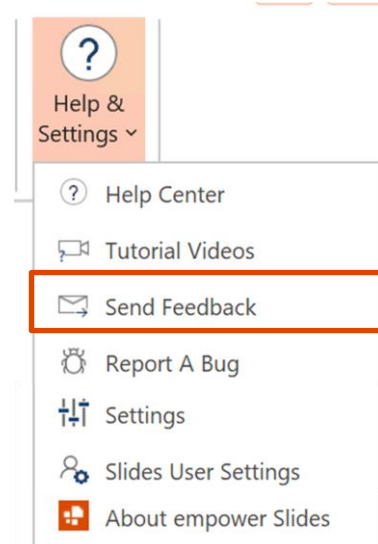 ?
Help &
Settings
? Help Center
? Tutorial Videos
Send Feedback
Report A Bug
Settings
Slides User Settings
About empower Slides